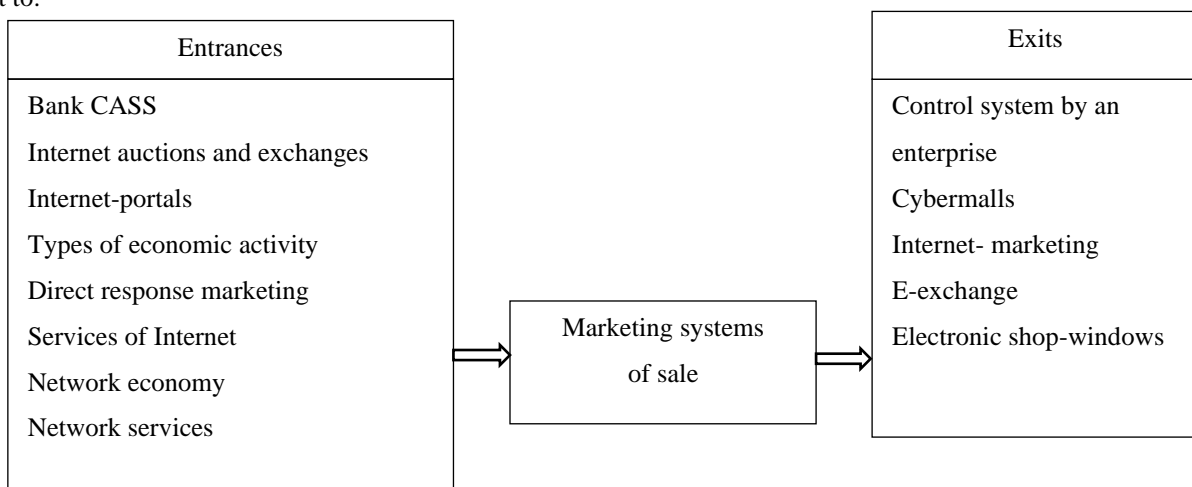 t to:
Entrances
Bank CASS
Internet auctions and exchanges
Internet-portals
Types of economic activity
Direct response marketing
Services of Internet
Network economy
Network services
Marketing systems
of sale
Exits
Control system by an
enterprise
Cybermalls
Internet- marketing
E-exchange
Electronic shop-windows